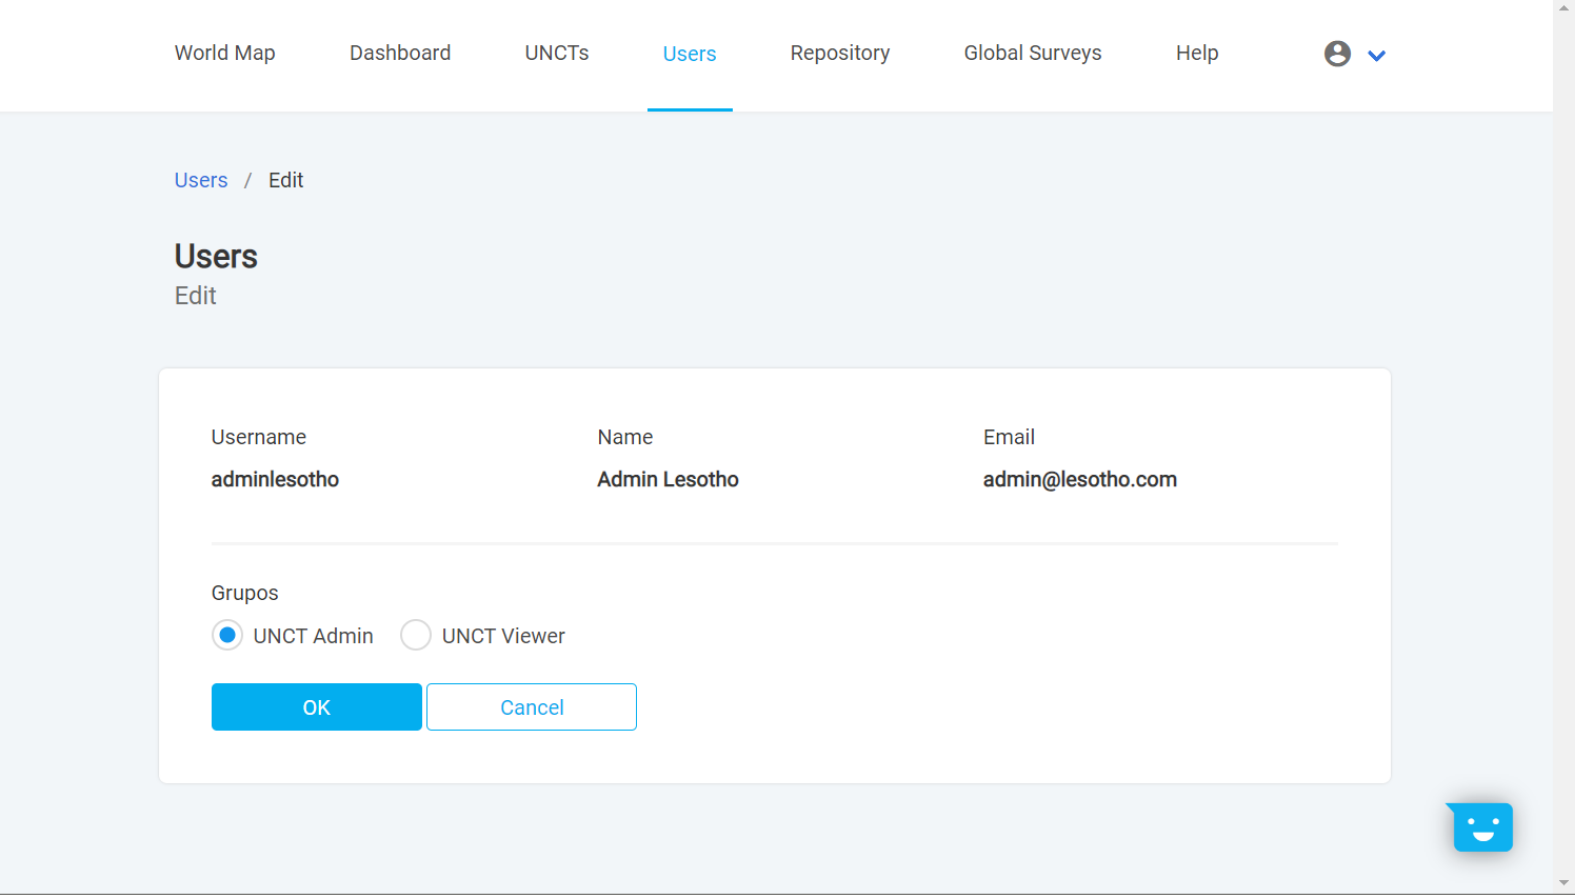 World Map Dashboard UNCTs Users Repository Global Surveys Help
Users / Edit
Users
Edit
Username Name Email
adminlesotho Admin Lesotho admin@lesotho.com
Grupos
UNCT Admin UNCT Viewer
OK Cancel